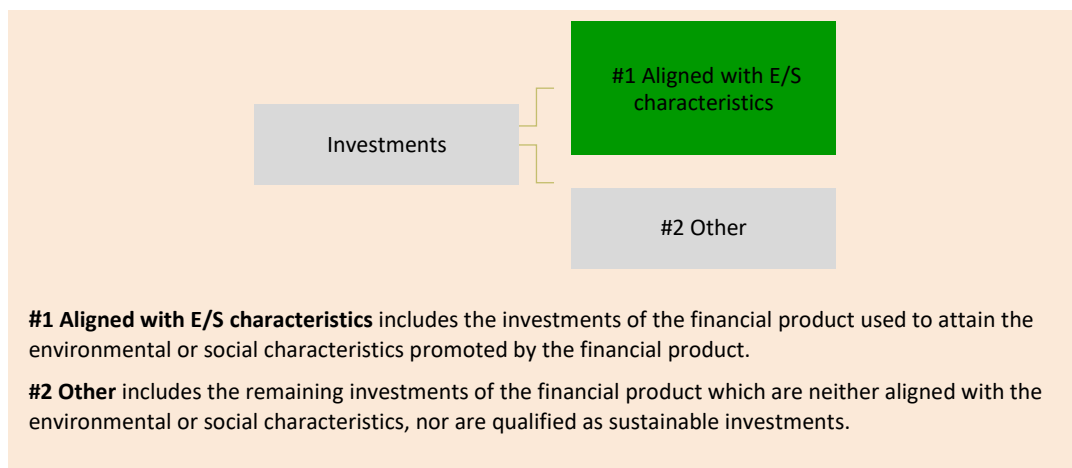 #1 Aligned with E/S
characteristics
Investments
#2 Other
#1 Aligned with E/S characteristics includes the investments of the financial product used to attain the
environmental or social characteristics promoted by the financial product.
#2 Other includes the remaining investments of the financial product which are neither aligned with the
environmental or social characteristics, nor are qualified as sustainable investments.